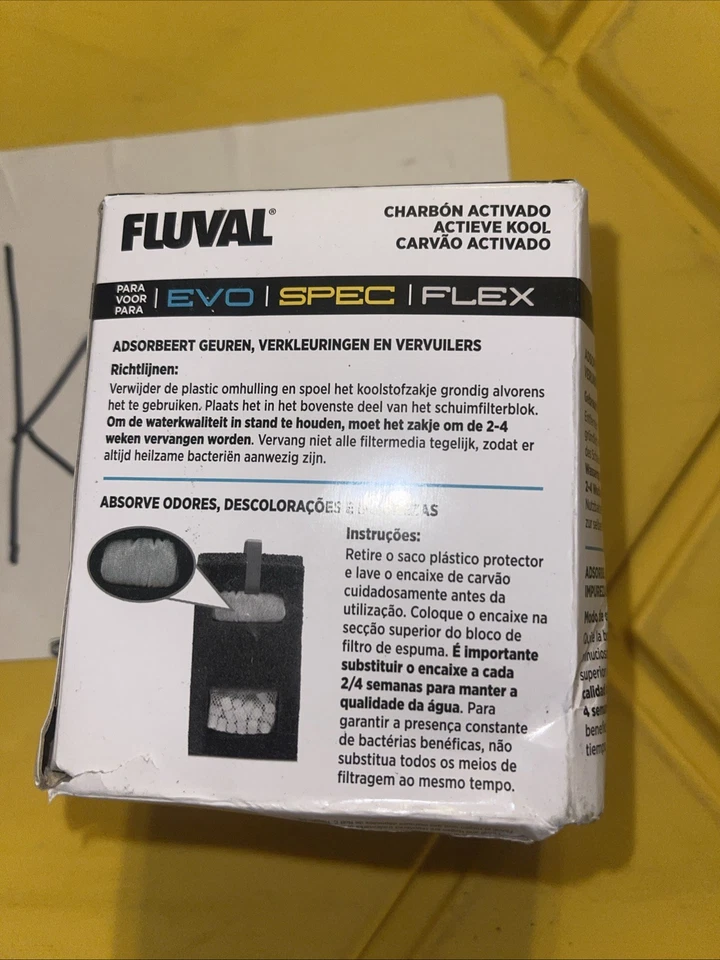 FLUVAL®
CHARBÓN ACTIVADO
ACTIEVE KOOL
CARVÃO ACTIVADO
PARA
VOOR
PARA
EVO | SPEC | FLEX
ADSORBEERT GEUREN, VERKLEURINGEN EN VERVUILERS
Richtlijnen:
Verwijder de plastic omhulling en spoel het koolstofzakje grondig alvorens
het te gebruiken. Plaats het in het bovenste deel van het schuimfilterblok.
Om de waterkwaliteit in stand te houden, moet het zakje om de 2-4
weken vervangen worden. Vervang niet alle filtermedia tegelijk, zodat er
altijd heilzame bacteriën aanwezig zijn.
ABSORVE ODORES, DESCOLORAÇÕES E
Instruções:
Retire o saco plástico protector
e lave o encaixe de carvão
cuidadosamente antes da
utilização. Coloque o encaixe na
secção superior do bloco de
filtro de espuma. É importante
substituir o encaixe a cada
2/4 semanas para manter a
qualidade da água. Para
garantir a presença constante
de bactérias benéficas, não
substitua todos os meios de
filtragem ao mesmo tempo.
K